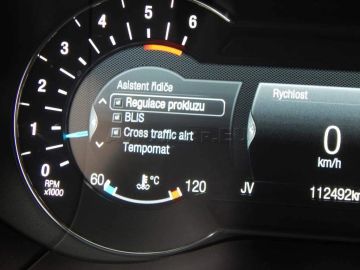 5
6
4
3
2
1
0
RPM
x1000
Asistent řidiče
Regulace prokluzu
BLIS
Cross traffic alrt
Tempomat
60
°C
120
Rychlost
0
km/h
JV
112492km